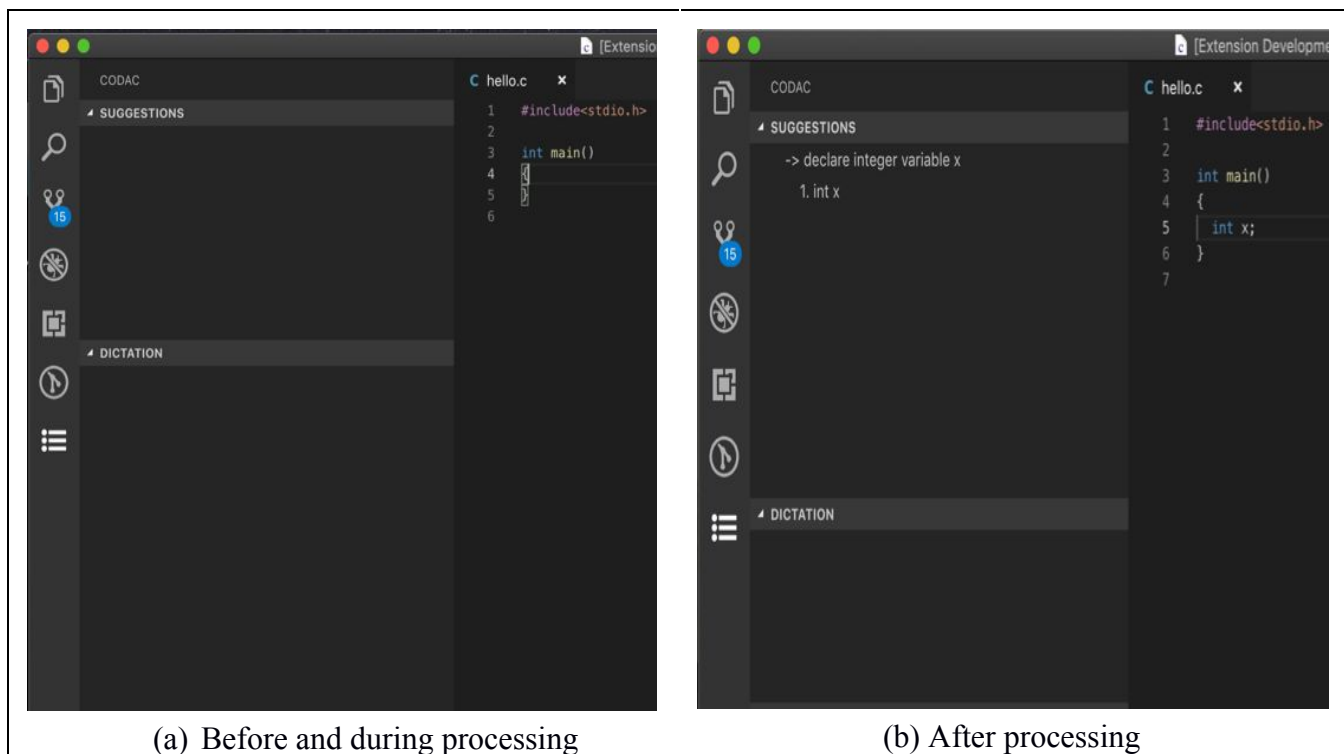 [Extensio
CODAC
SUGGESTIONS
15
DICTATION
C hello.c ×
1 #include<stdio.h>
2
3 int main()
4 {
5 }
6
(a) Before and during processing
[Extension Developme
CODAC
SUGGESTIONS
-> declare integer variable x
1. int x
15
DICTATION
C hello.c ×
1 #include<stdio.h>
2
3 int main()
4 {
5 int x;
6 }
7
(b) After processing